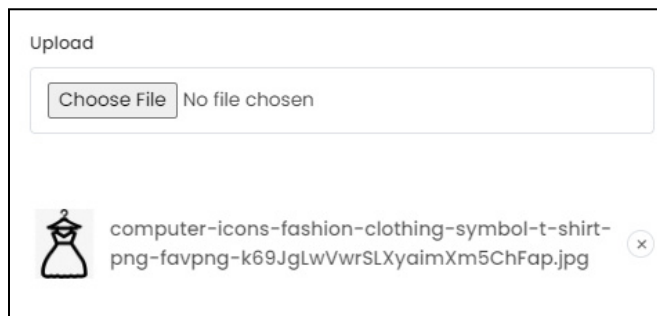 Upload
Choose File No file chosen
computer-icons-fashion-clothing-symbol-t-shirt-
png-favpng-k69JgLwVwrSLXyaimXm5ChFap.jpg